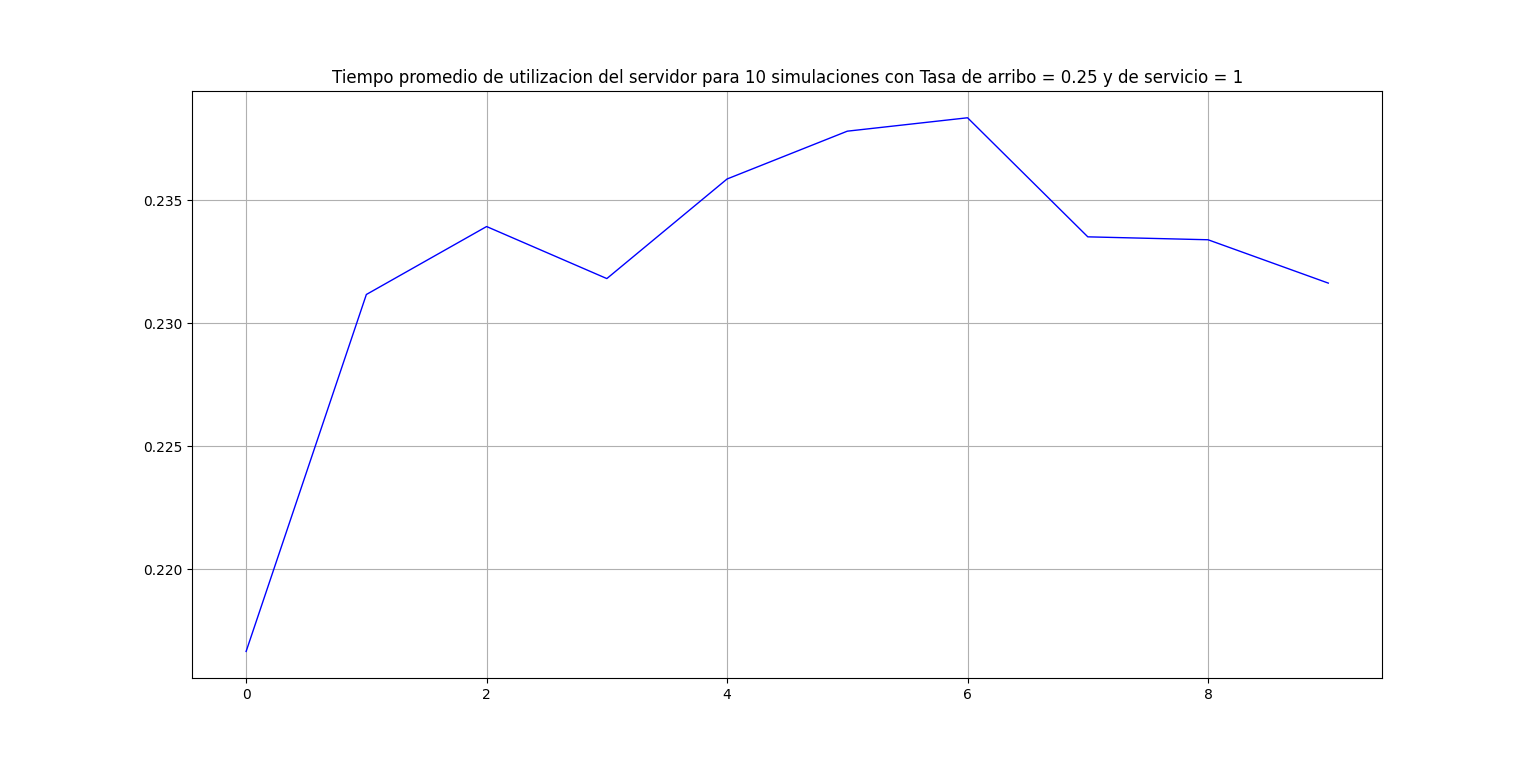 Tiempo promedio de utilizacion del servidor para 10 simulaciones con Tasa de arribo = 0.25 y de servicio = 1
0.235
0.230
0.225
0.220
0 2 4 6 8